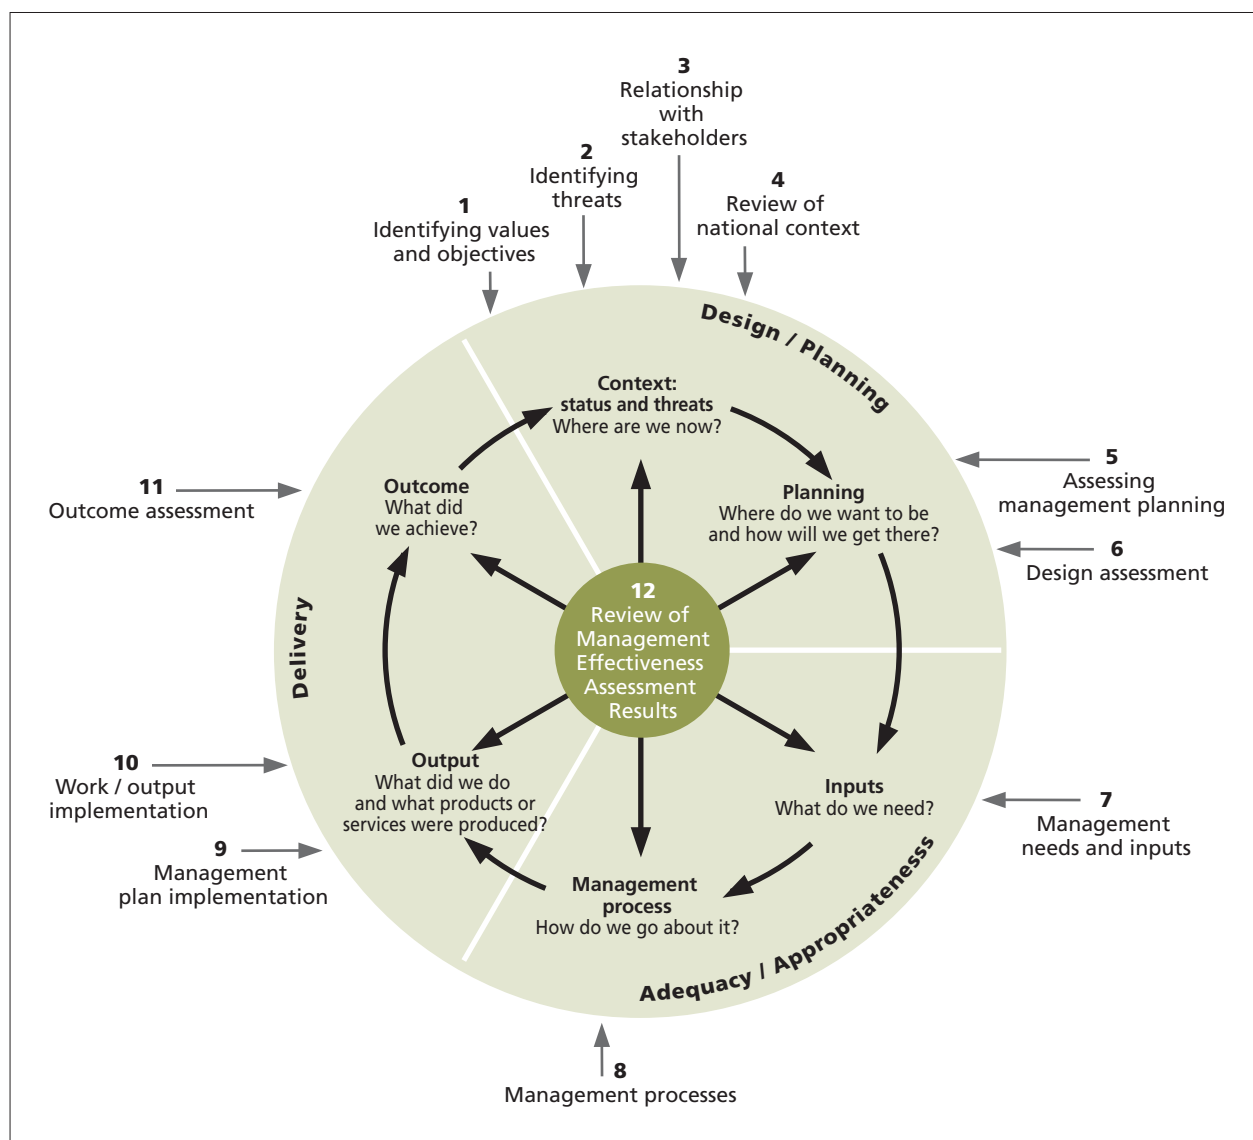 3
Relationship
with
stakeholders
2
Identifying
threats
4
Review of
national context
1
Identifying values
and objectives
Design / Planning
Context:
status and threats
Where are we now?
5
Assessing
management planning
11
Outcome assessment
Outcome
What did
we achieve?
Planning
Where do we want to be
and how will we get there?
6
Design assessment
12
Review of
Management
Effectiveness
Assessment
Results
Delivery
10
Work / output
implementation
Output
What did we do
and what products or
services were produced?
Inputs
What do we need?
7
Management
needs and inputs
9
Management
plan implementation
Management
process
How do we go about it?
Adequacy / Appropriatenesss
8
Management processes